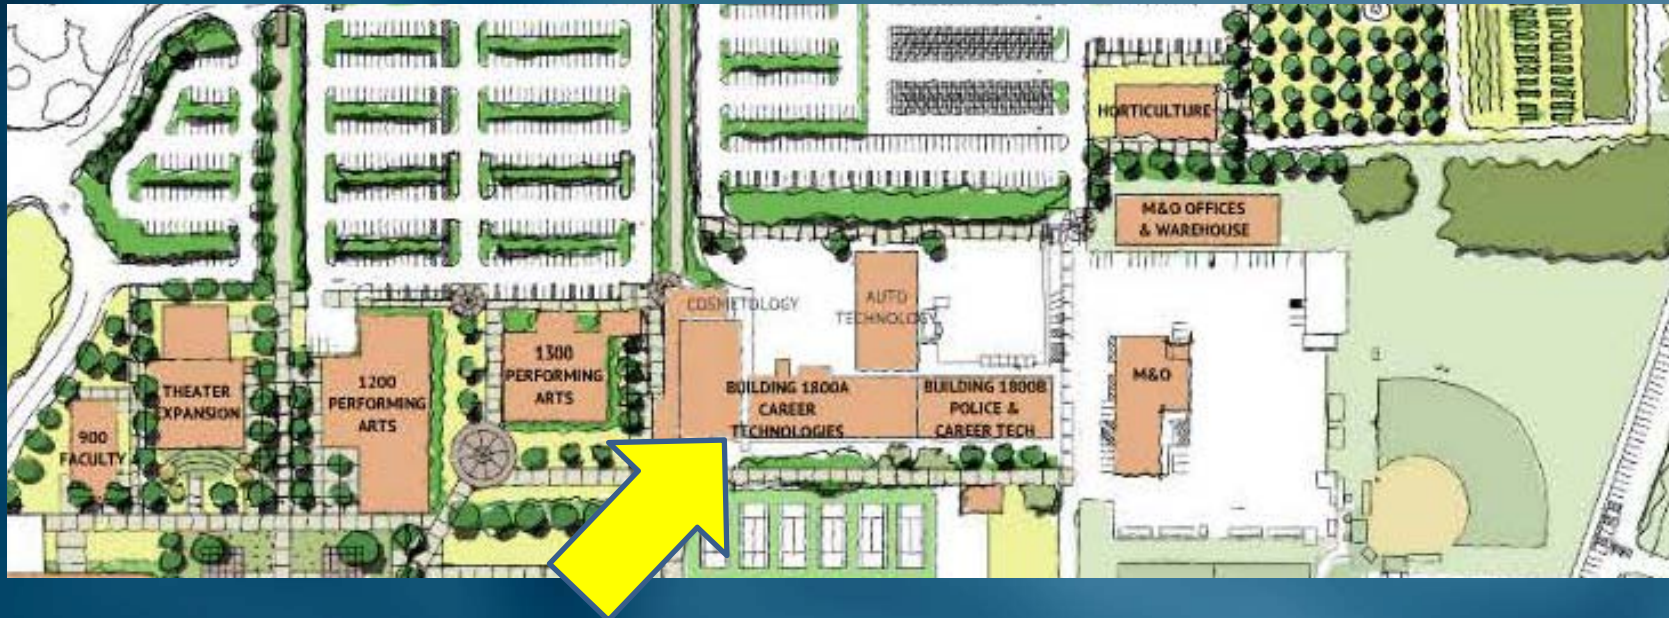 HORTICULTURE
M&O OFFICES
& WAREHOUSE
COSMETOLOGY
AUTO
TECHNOLOGY
1300
PERFORMING
ARTS
M&O
1200
PERFORMING
ARTS
THEATER
EXPANSION
BUILDING 1800A
CAREER
TECHNOLOGIES
BUILDING 1800B
POLICE &
CAREER TECH
900
FACULTY